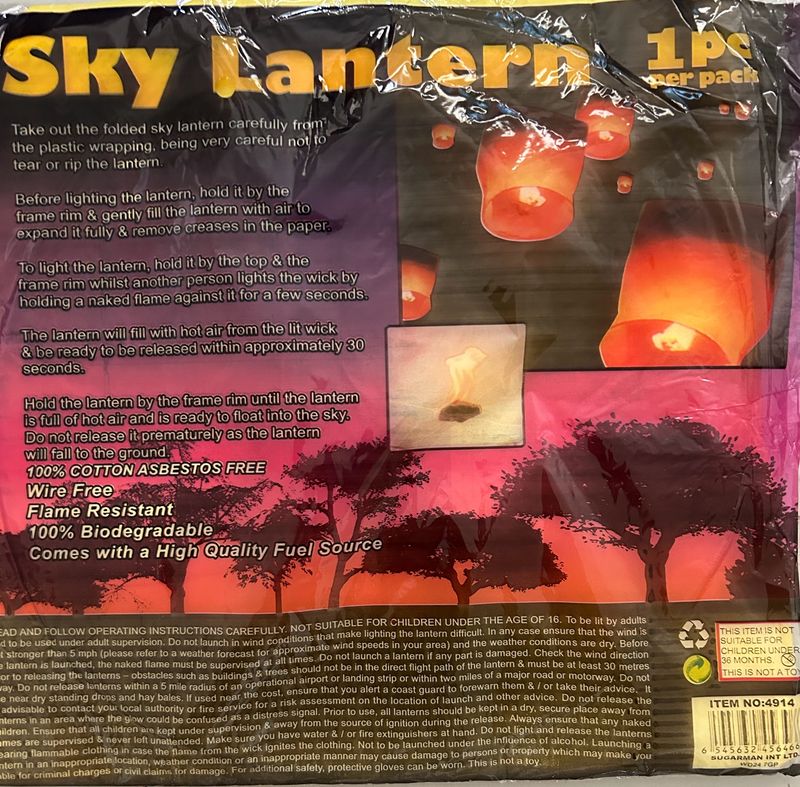 Sky Lantern
1 pc
per pack
Take out the folded sky lantern carefully from
the plastic wrapping, being very careful not to
tear or rip the lantern.
Before lighting the lantern, hold it by the
frame rim & gently fill the lantern with air to
expand it fully & remove creases in the paper.
To light the lantern, hold it by the top & the
frame rim whilst another person lights the wick by
holding a naked flame against it for a few seconds.
The lantern will fill with hot air from the lit wick
& be ready to be released within approximately 30
seconds.
Hold the lantern by the frame rim until the lantern
is full of hot air and is ready to float into the sky.
Do not release it prematurely as the lantern
will fall to the ground.
100% COTTON ASBESTOS FREE
Wire Free
Flame Resistant
100% Biodegradable
Comes with a High Quality Fuel Source
EAD AND FOLLOW OPERATING INSTRUCTIONS CAREFULLY. NOT SUITABLE FOR CHILDREN UNDER THE AGE OF 16. To be lit by adults
d to be used under adult supervision. Do not launch in wind conditions that make lighting the lantern difficult. In any case ensure that the wind is
t stronger than 5 mph (please refer to a weather forecast for approximate wind speeds in your area) and the weather conditions are dry. Before
e lantern is launched, the naked flame must be supervised at all times. Do not launch a lantern if any part is damaged. Check the wind direction
or to releasing the lanterns – obstacles such as buildings & trees should not be in the direct flight path of the lantern & must be at least 30 metres
way. Do not release lanterns within a 5 mile radius of an operational airport or landing strip or within two miles of a major road or motorway. Do not
e near dry standing drops and hay bales. If used near the cost, ensure that you alert a coast guard to forewarn them & / or take their advice. It
advisable to contact you local authority or fire service for a risk assessment on the location of launch and other advice. Do not release the
nterns in an area where the glow could be confused as a distress signal. Prior to use, all lanterns should be kept in a dry, secure place away from
ildren. Ensure that all children are kept under supervision & away from the source of ignition during the release. Always ensure that any naked
mes are supervised & never left unattended. Make sure you have water & / or fire extinguishers at hand. Do not light and release the lanterns
earing flammable clothing in case the flame from the wick ignites the clothing. Not to be launched under the influence of alcohol. Launching a
ntern in an inappropriate location, weather condition or an inappropriate manner may cause damage to persons or property which may make you
ble for criminal charges or civil claims for damage. For additional safety, protective gloves can be worn. This is not a toy.
THIS ITEM IS NOT
SUITABLE FOR
CHILDREN UNDER
36 MONTHS.
THIS IS NOT A TOY
ITEM NO:4914
6 545632 456466
SUGARMAN INT LTD
WD24 7GP